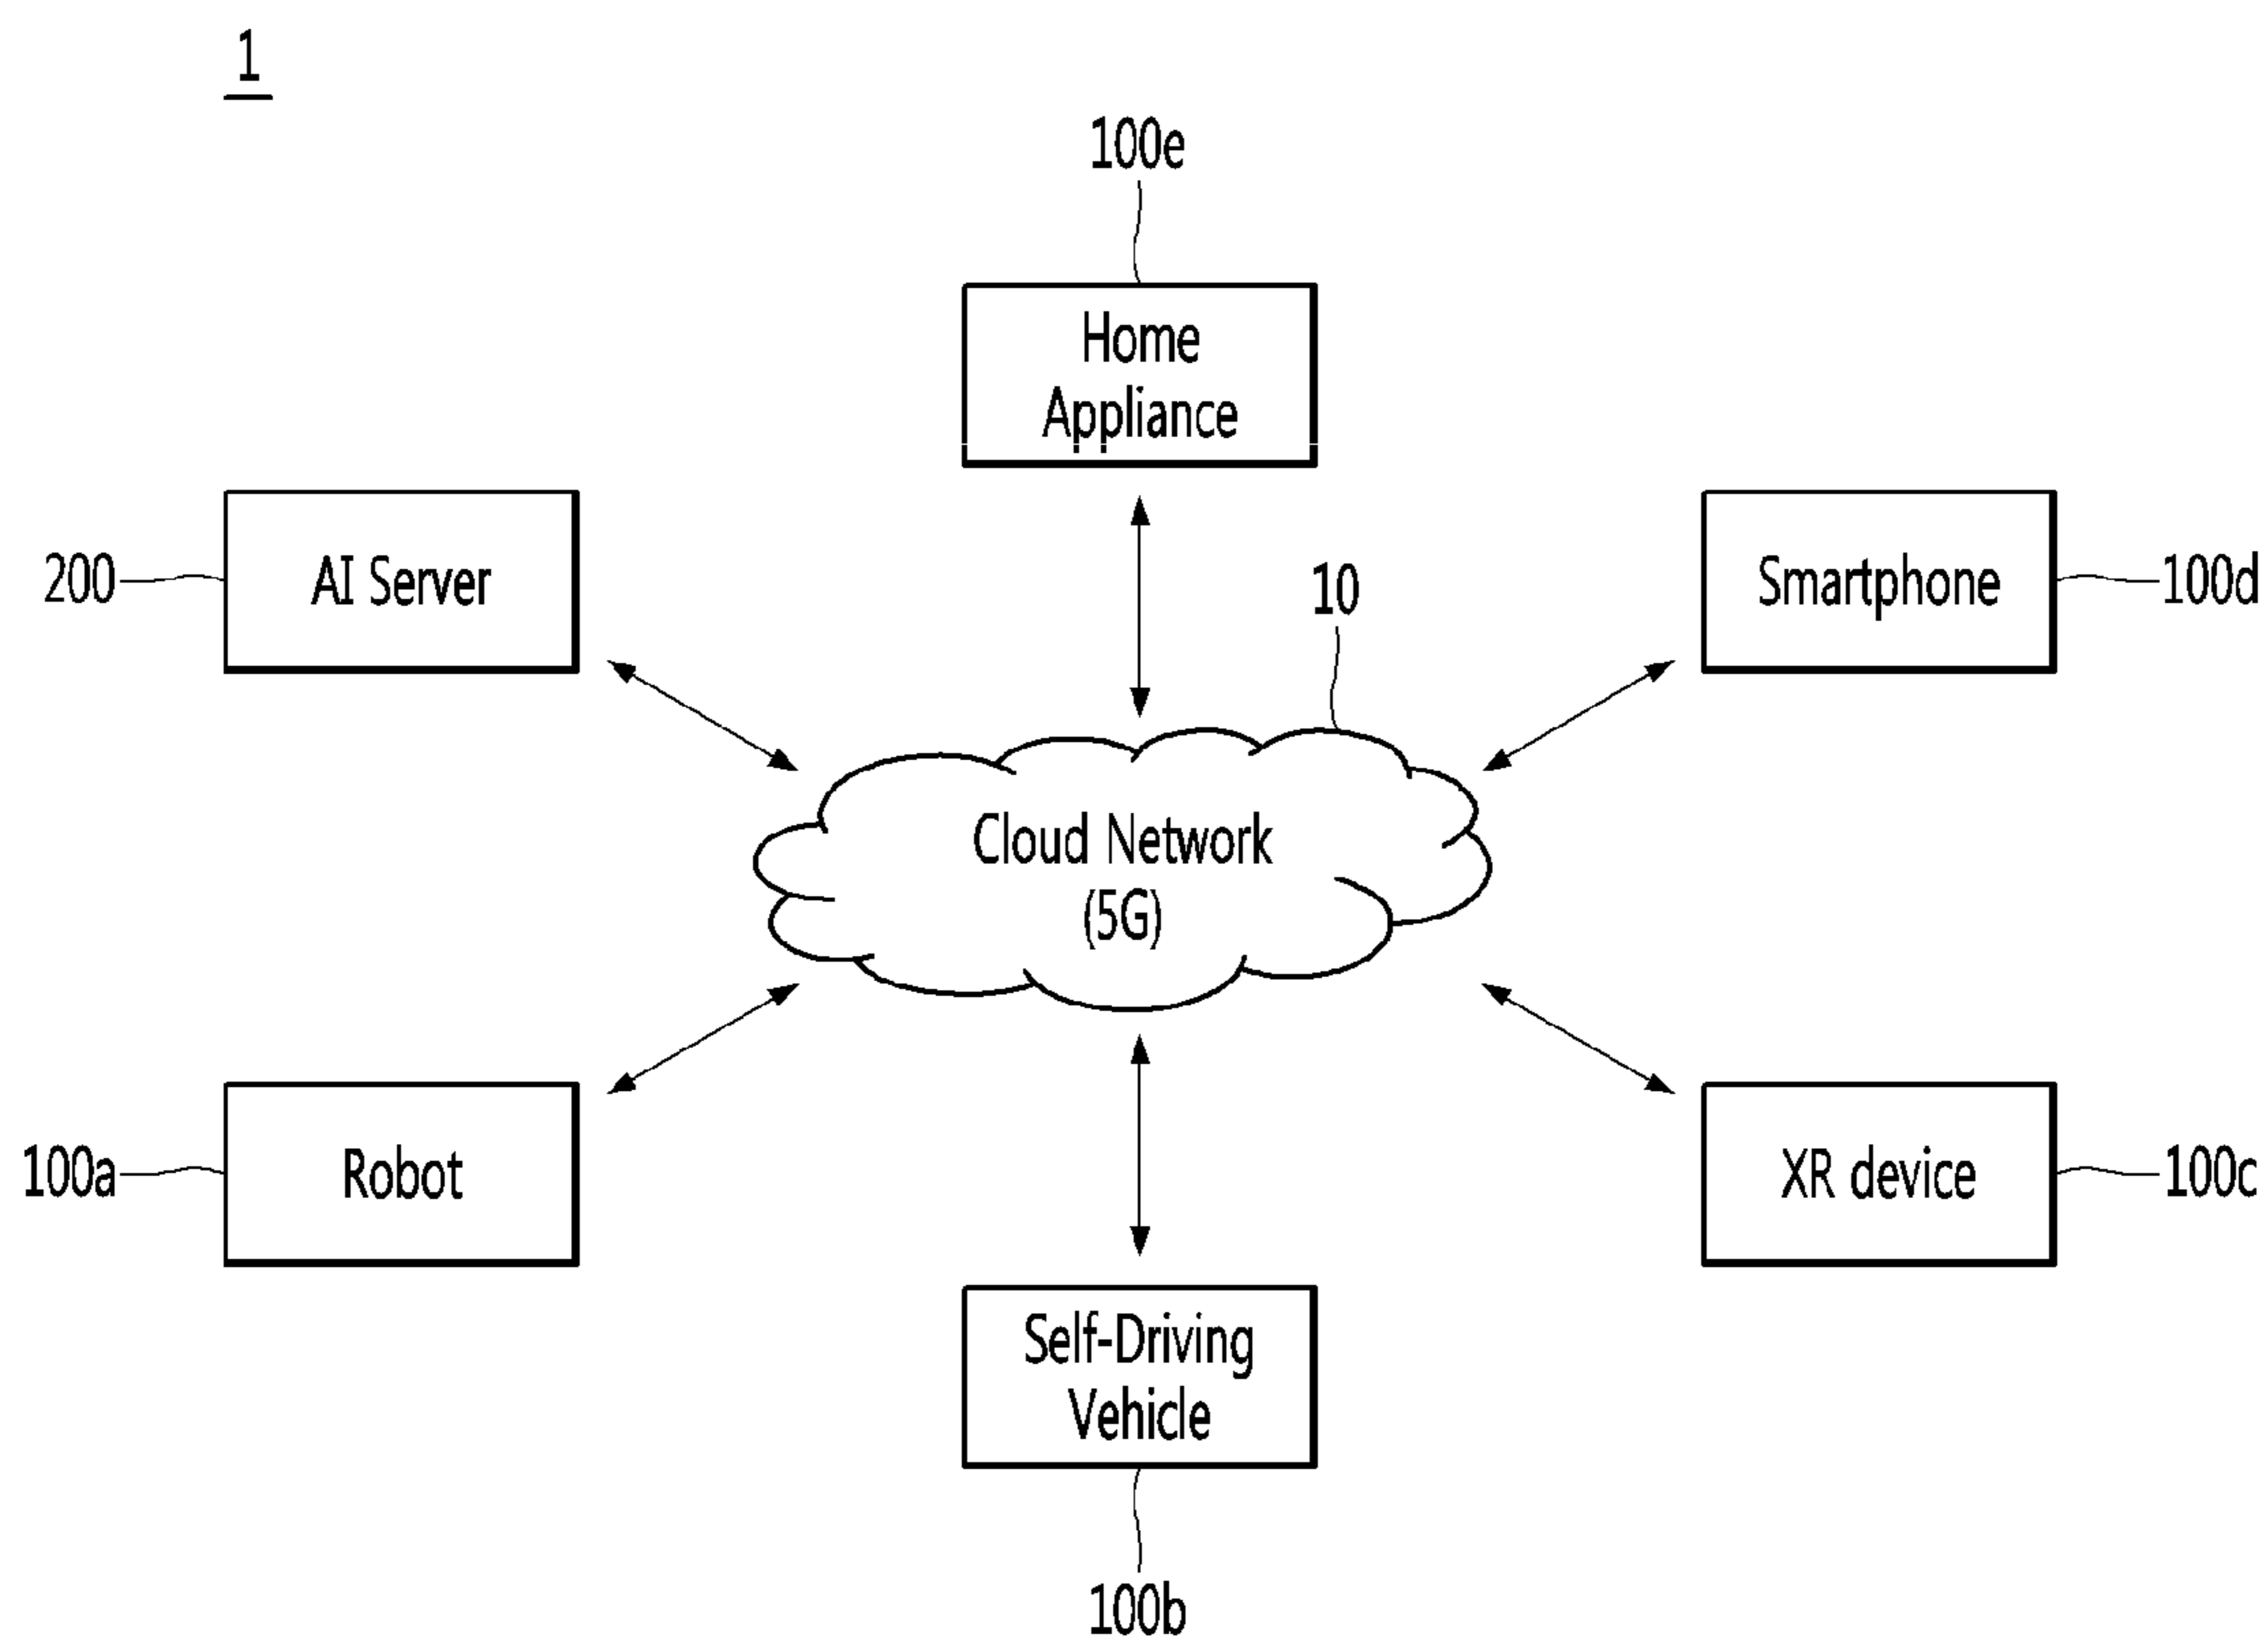 1
100e
Home
Appliance
200
AI Server
10
Smartphone
100d
Cloud Network
(5G)
100a
Robot
XR device
100c
Self-Driving
Vehicle
100b